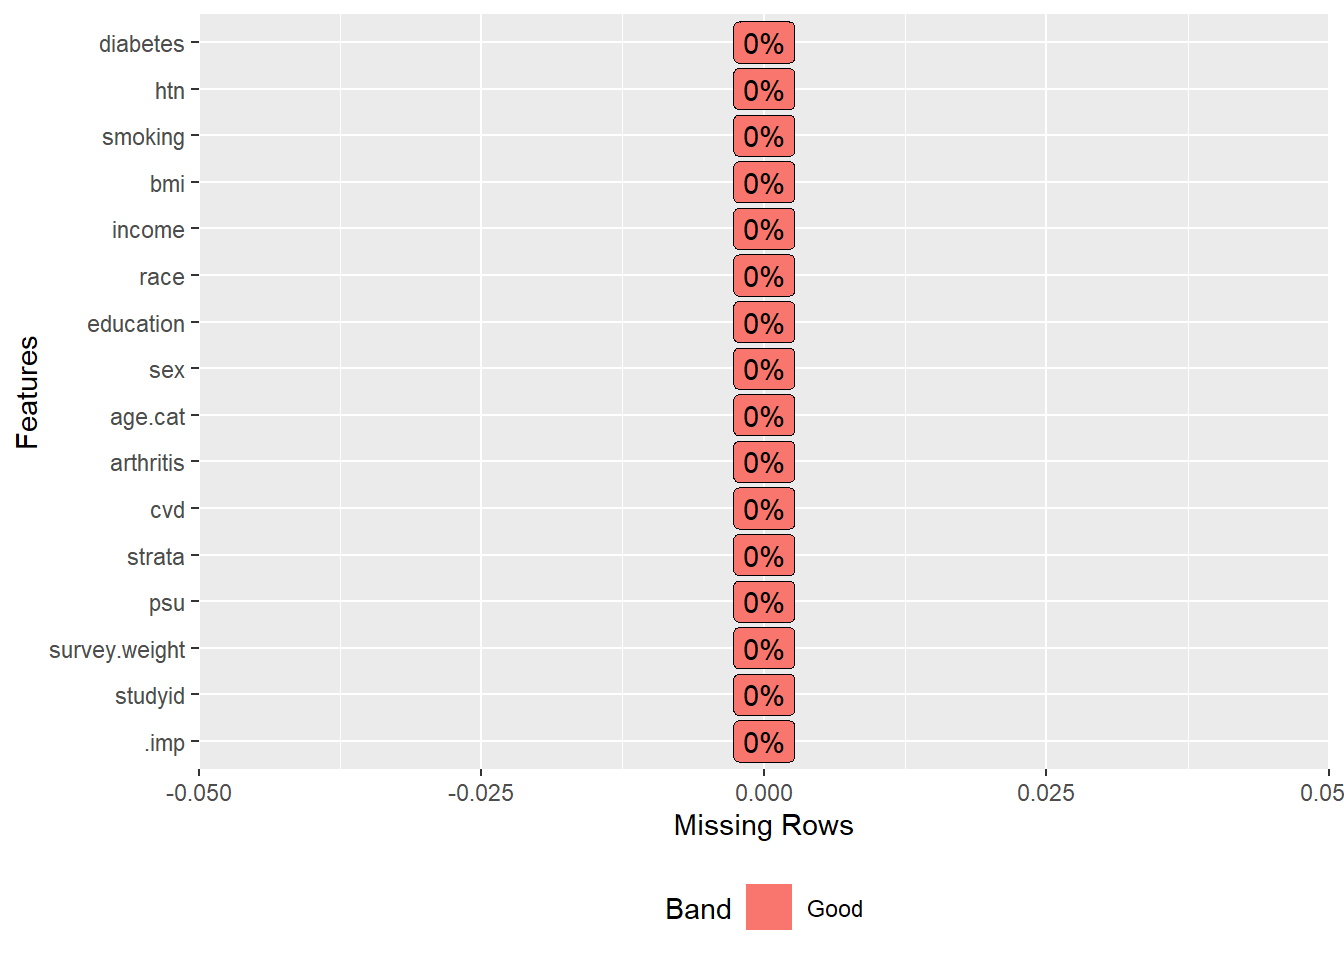 diabetes 0%
htn 0%
smoking 0%
bmi 0%
income 0%
race 0%
education 0%
sex 0%
age.cat 0%
arthritis 0%
cvd 0%
strata 0%
psu 0%
survey.weight 0%
studyid 0%
.imp 0%
Features
-0.050 -0.025 0.000 0.025 0.05
Missing Rows
Band Good